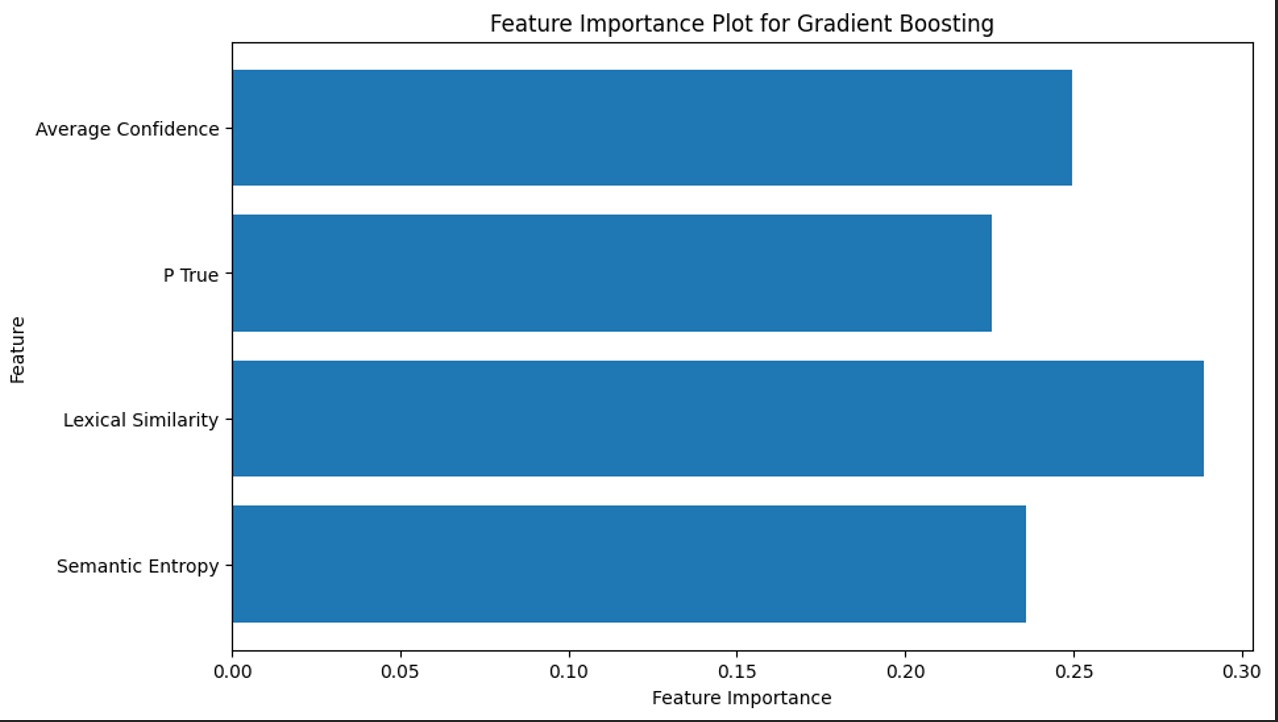 Feature Importance Plot for Gradient Boosting
Average Confidence
P True
Lexical Similarity
Semantic Entropy
Feature
0.00 0.05 0.10 0.15 0.20 0.25 0.30
Feature Importance